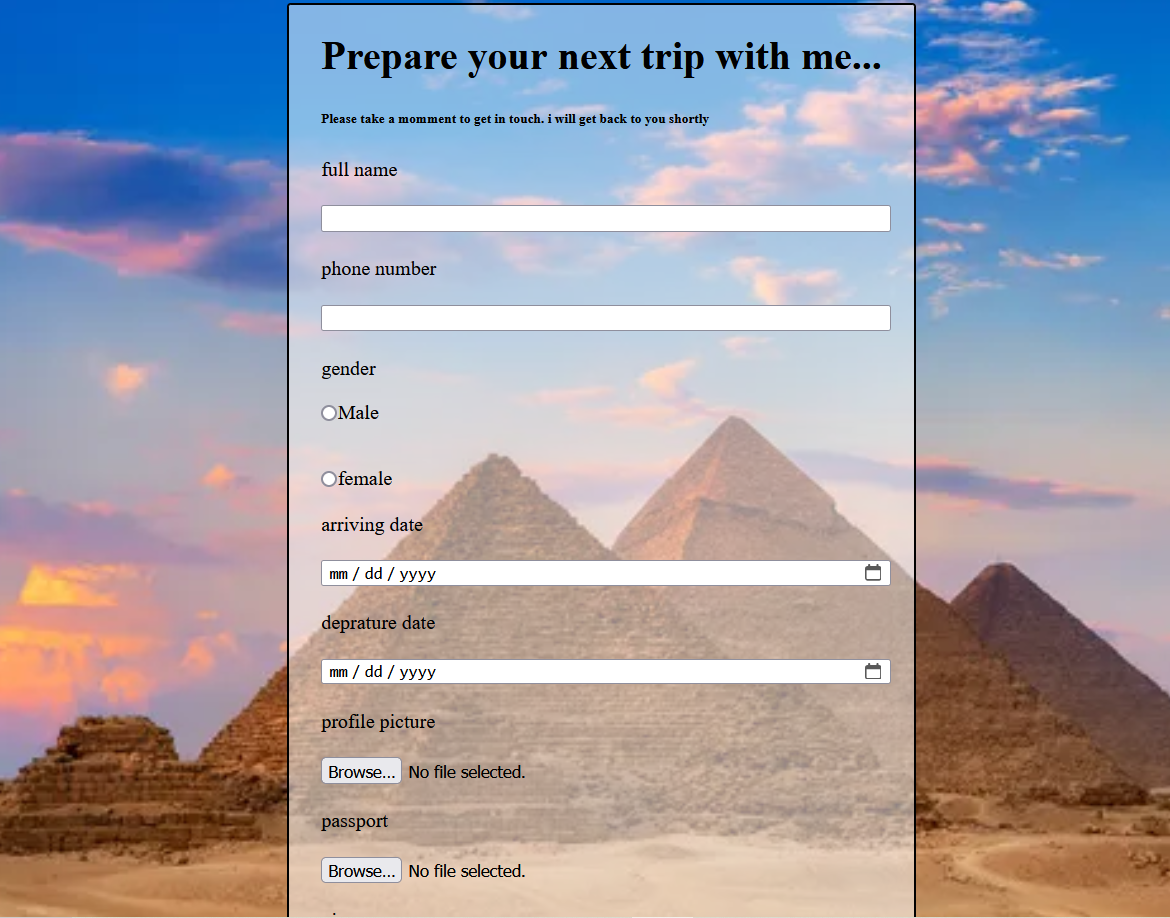 Prepare your next trip with me...
Please take a momment to get in touch. i will get back to you shortly
full name
phone number
gender
Male
female
arriving date
mm / dd / yyyy
deprature date
mm / dd / yyyy
profile picture
Browse... No file selected.
passport
Browse... No file selected.